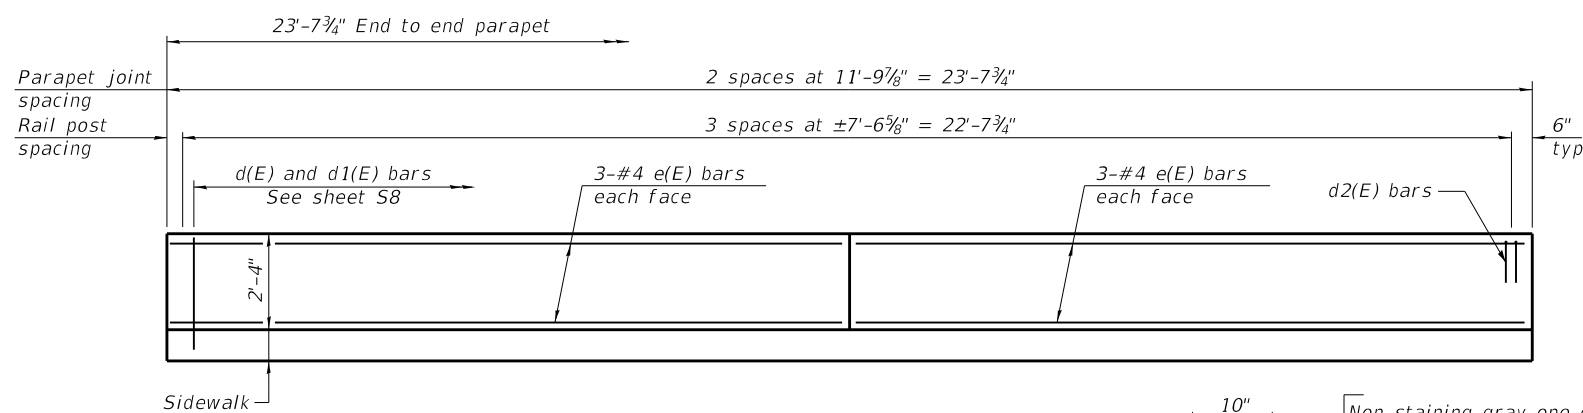 23'-7¾" End to end parapet
Parapet joint
spacing
2 spaces at 11'-9⅞" = 23'-7¾"
Rail post
spacing
3 spaces at ±7'-6⅝" = 22'-7¾"
6"
typ
d(E) and d1(E) bars
See sheet S8
3-#4 e(E) bars
each face
3-#4 e(E) bars
each face
d2(E) bars
2'-4"
Sidewalk
10"
Non staining gray one